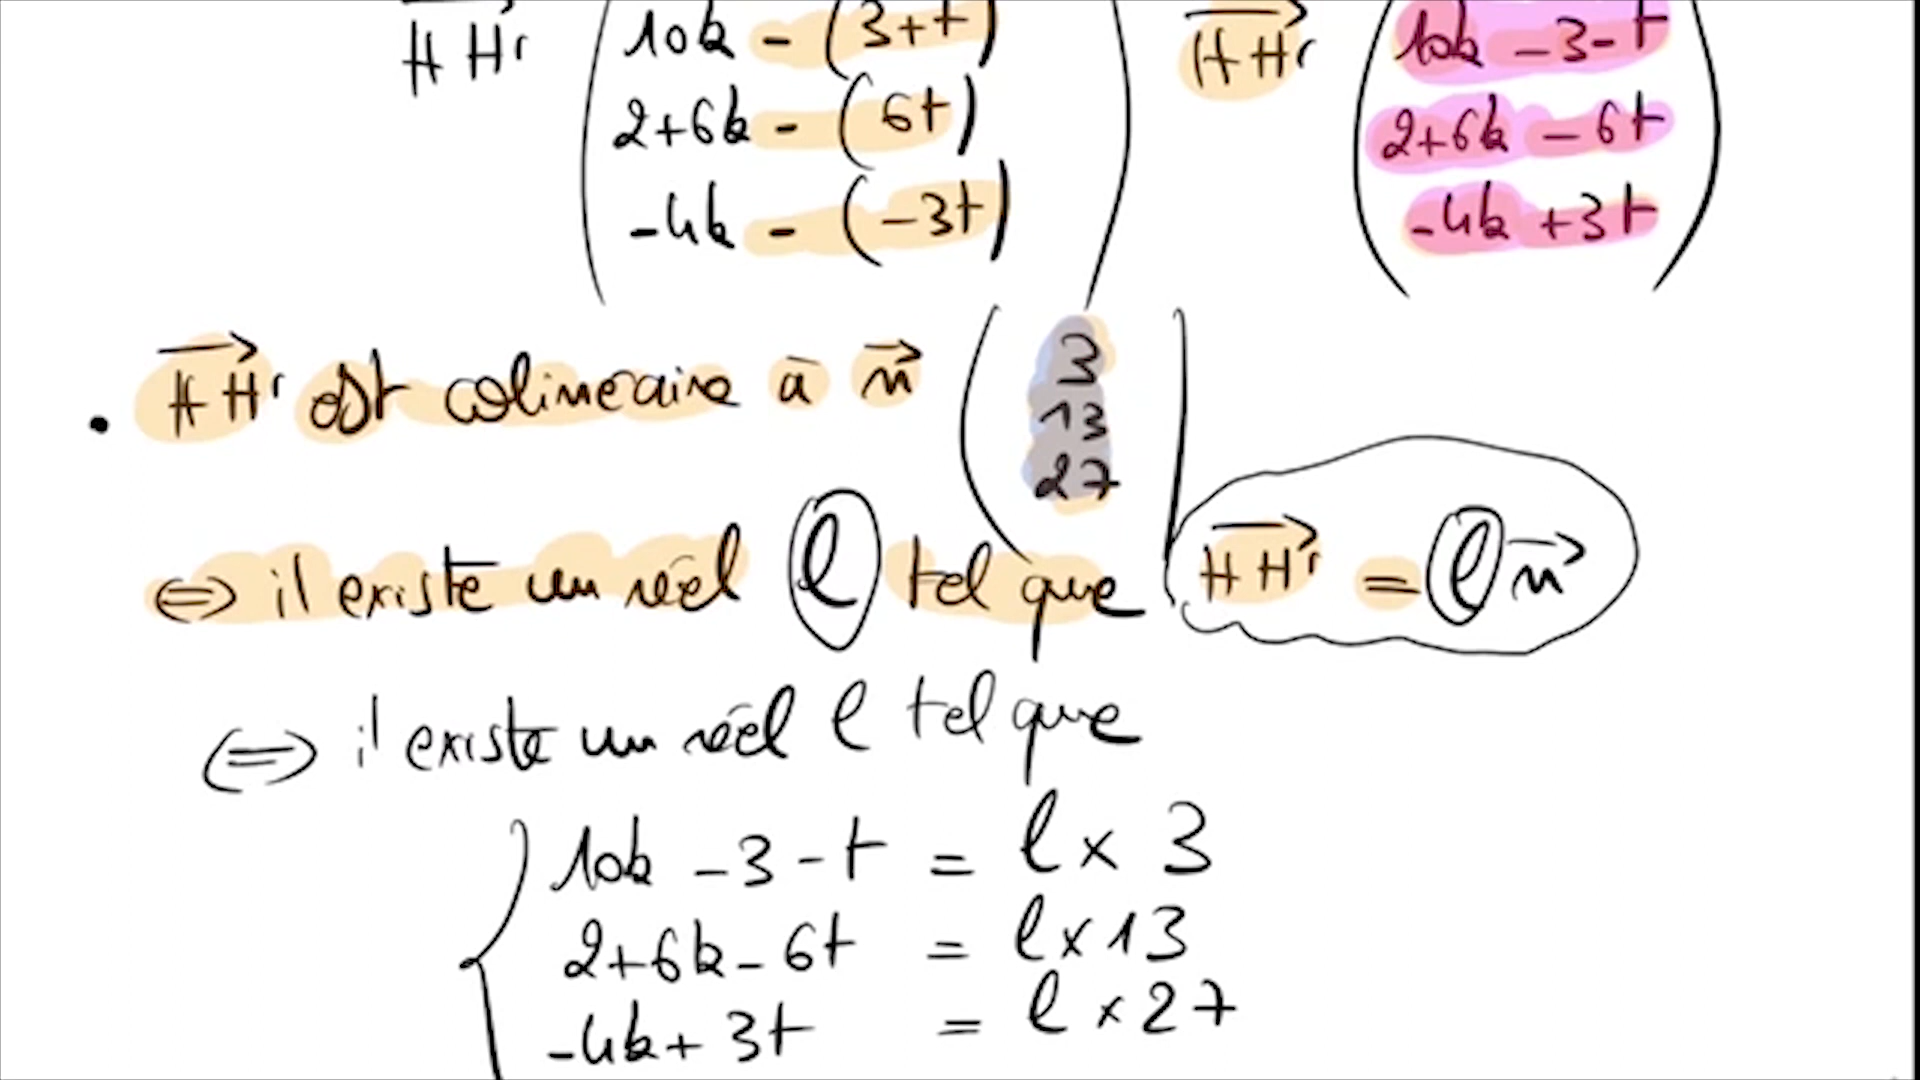 HH' ( 10k - (3+t) ) HH' ( 10k - 3 - t )
2+6k - (6t) 2+6k - 6t
-4k - (-3t) -4k + 3t
• HH' est colinéaire à n ( 3
13
27 )
⇔ il existe un réel l tel que HH' = l n
⇔ il existe un réel l tel que
{ 10k - 3 - t = l × 3
2+6k - 6t = l × 13
-4k + 3t = l × 27